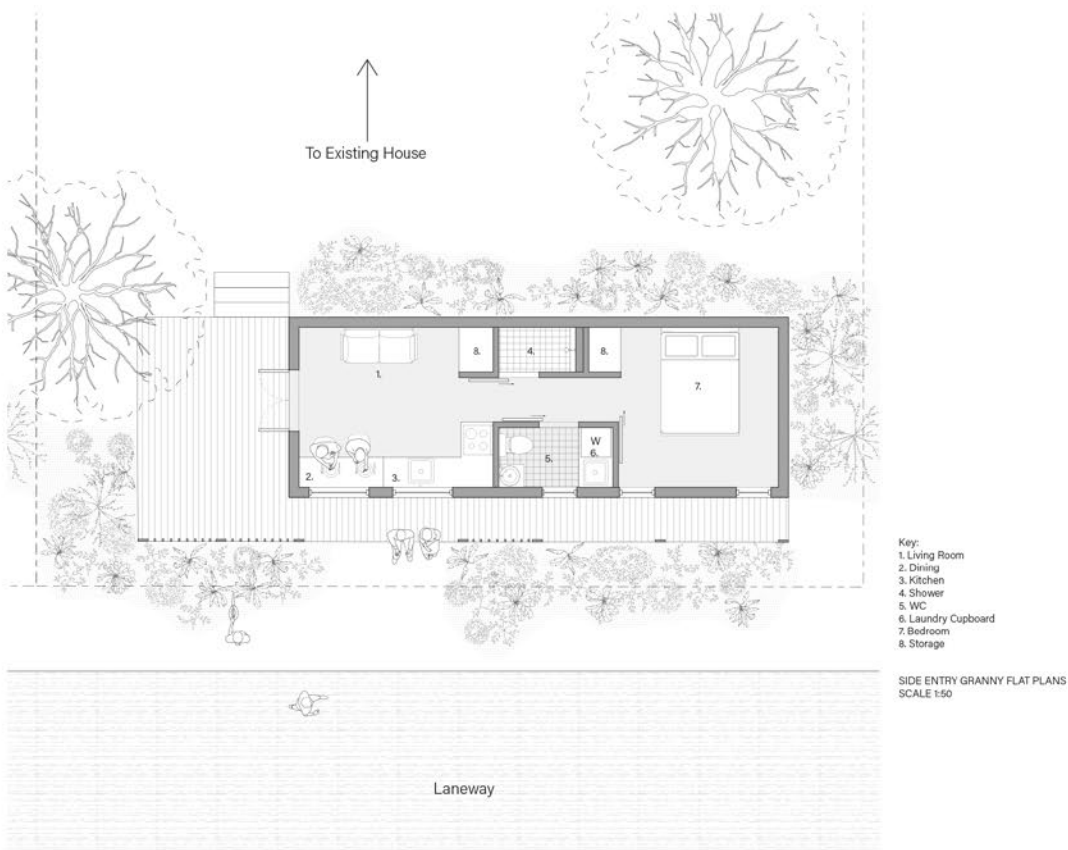 To Existing House
8.
4.
8.
1.
7.
W
6.
5.
2.
3.
Key:
1. Living Room
2. Dining
3. Kitchen
4. Shower
5. WC
6. Laundry Cupboard
7. Bedroom
8. Storage
SIDE ENTRY GRANNY FLAT PLANS
SCALE 1:50
Laneway